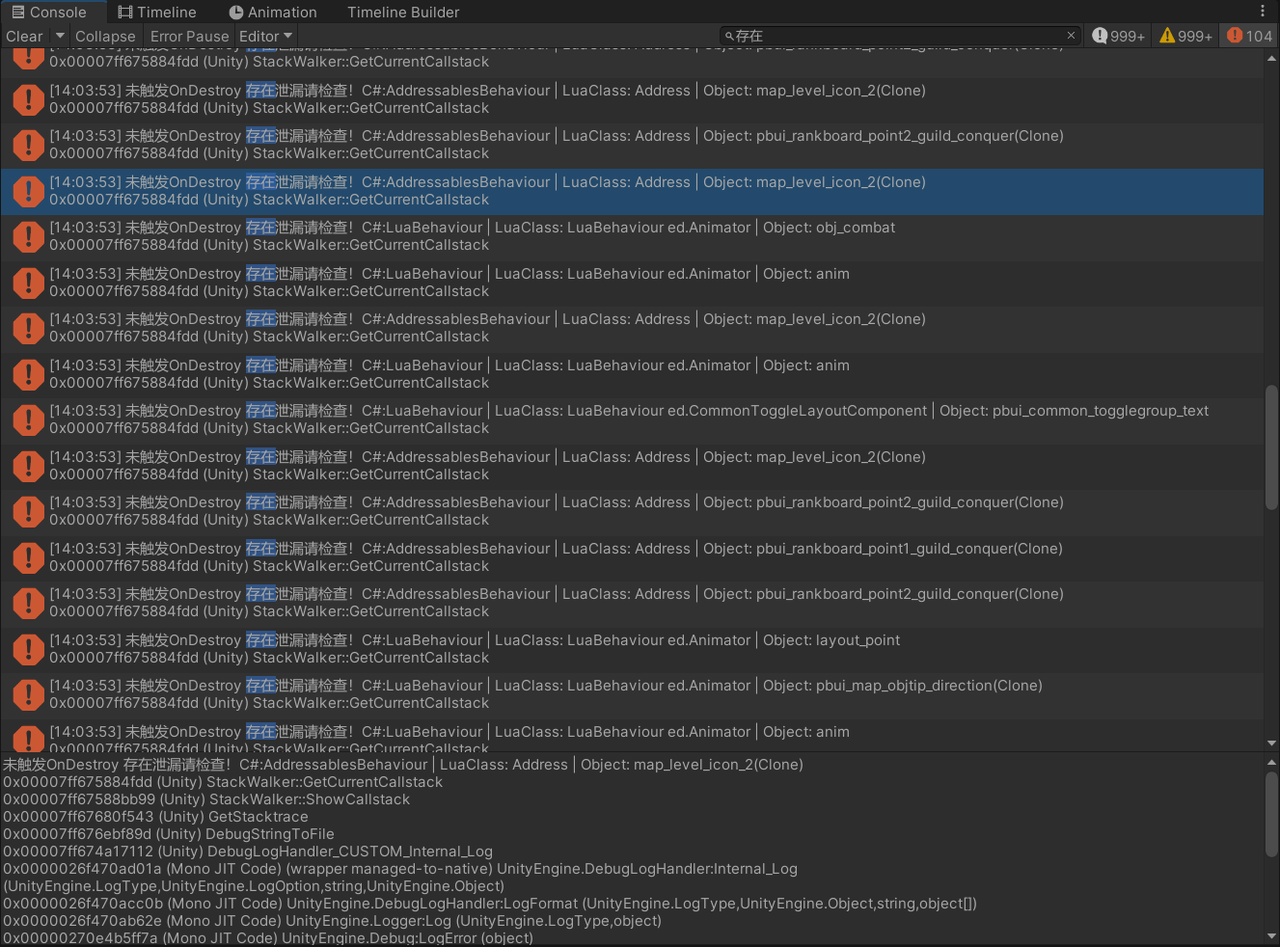 Console Timeline Animation Timeline Builder
Clear Collapse Error Pause Editor 存在 999+ 999+ 104
0x00007ff675884fdd (Unity) StackWalker::GetCurrentCallstack
[14:03:53] 未触发OnDestroy 存在泄漏请检查！C#:AddressablesBehaviour | LuaClass: Address | Object: map_level_icon_2(Clone)
0x00007ff675884fdd (Unity) StackWalker::GetCurrentCallstack
[14:03:53] 未触发OnDestroy 存在泄漏请检查！C#:AddressablesBehaviour | LuaClass: Address | Object: pbui_rankboard_point2_guild_conquer(Clone)
0x00007ff675884fdd (Unity) StackWalker::GetCurrentCallstack
[14:03:53] 未触发OnDestroy 存在泄漏请检查！C#:AddressablesBehaviour | LuaClass: Address | Object: map_level_icon_2(Clone)
0x00007ff675884fdd (Unity) StackWalker::GetCurrentCallstack
[14:03:53] 未触发OnDestroy 存在泄漏请检查！C#:LuaBehaviour | LuaClass: LuaBehaviour ed.Animator | Object: obj_combat
0x00007ff675884fdd (Unity) StackWalker::GetCurrentCallstack
[14:03:53] 未触发OnDestroy 存在泄漏请检查！C#:LuaBehaviour | LuaClass: LuaBehaviour ed.Animator | Object: anim
0x00007ff675884fdd (Unity) StackWalker::GetCurrentCallstack
[14:03:53] 未触发OnDestroy 存在泄漏请检查！C#:AddressablesBehaviour | LuaClass: Address | Object: map_level_icon_2(Clone)
0x00007ff675884fdd (Unity) StackWalker::GetCurrentCallstack
[14:03:53] 未触发OnDestroy 存在泄漏请检查！C#:LuaBehaviour | LuaClass: LuaBehaviour ed.Animator | Object: anim
0x00007ff675884fdd (Unity) StackWalker::GetCurrentCallstack
[14:03:53] 未触发OnDestroy 存在泄漏请检查！C#:LuaBehaviour | LuaClass: LuaBehaviour ed.CommonToggleLayoutComponent | Object: pbui_common_togglegroup_text
0x00007ff675884fdd (Unity) StackWalker::GetCurrentCallstack
[14:03:53] 未触发OnDestroy 存在泄漏请检查！C#:AddressablesBehaviour | LuaClass: Address | Object: map_level_icon_2(Clone)
0x00007ff675884fdd (Unity) StackWalker::GetCurrentCallstack
[14:03:53] 未触发OnDestroy 存在泄漏请检查！C#:AddressablesBehaviour | LuaClass: Address | Object: pbui_rankboard_point2_guild_conquer(Clone)
0x00007ff675884fdd (Unity) StackWalker::GetCurrentCallstack
[14:03:53] 未触发OnDestroy 存在泄漏请检查！C#:AddressablesBehaviour | LuaClass: Address | Object: pbui_rankboard_point1_guild_conquer(Clone)
0x00007ff675884fdd (Unity) StackWalker::GetCurrentCallstack
[14:03:53] 未触发OnDestroy 存在泄漏请检查！C#:AddressablesBehaviour | LuaClass: Address | Object: pbui_rankboard_point2_guild_conquer(Clone)
0x00007ff675884fdd (Unity) StackWalker::GetCurrentCallstack
[14:03:53] 未触发OnDestroy 存在泄漏请检查！C#:LuaBehaviour | LuaClass: LuaBehaviour ed.Animator | Object: layout_point
0x00007ff675884fdd (Unity) StackWalker::GetCurrentCallstack
[14:03:53] 未触发OnDestroy 存在泄漏请检查！C#:LuaBehaviour | LuaClass: LuaBehaviour ed.Animator | Object: pbui_map_objtip_direction(Clone)
0x00007ff675884fdd (Unity) StackWalker::GetCurrentCallstack
[14:03:53] 未触发OnDestroy 存在泄漏请检查！C#:LuaBehaviour | LuaClass: LuaBehaviour ed.Animator | Object: anim
0x00007ff675884fdd (Unity) StackWalker::GetCurrentCallstack
未触发OnDestroy 存在泄漏请检查！C#:AddressablesBehaviour | LuaClass: Address | Object: map_level_icon_2(Clone)
0x00007ff675884fdd (Unity) StackWalker::GetCurrentCallstack
0x00007ff67588bb99 (Unity) StackWalker::ShowCallstack
0x00007ff67680f543 (Unity) GetStacktrace
0x00007ff676ebf89d (Unity) DebugStringToFile
0x00007ff674a17112 (Unity) DebugLogHandler_CUSTOM_Internal_Log
0x0000026f470ad01a (Mono JIT Code) (wrapper managed-to-native) UnityEngine.DebugLogHandler:Internal_Log
(UnityEngine.LogType,UnityEngine.LogOption,string,UnityEngine.Object)
0x0000026f470acc0b (Mono JIT Code) UnityEngine.DebugLogHandler:LogFormat (UnityEngine.LogType,UnityEngine.Object,string,object[])
0x0000026f470ab62e (Mono JIT Code) UnityEngine.Logger:Log (UnityEngine.LogType,object)
0x00000270e4b5ff7a (Mono JIT Code) UnityEngine.Debug:LogError (object)